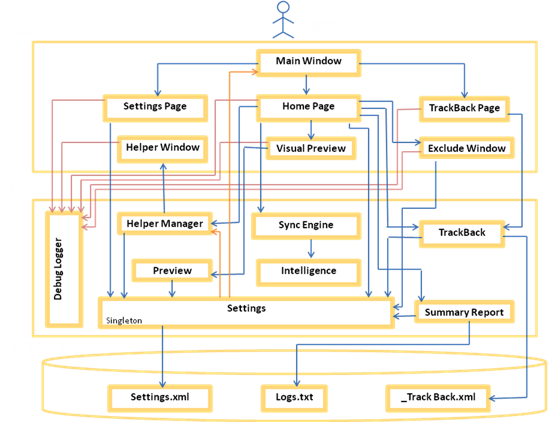 Main Window
Settings Page
Home Page
TrackBack Page
Helper Window
Visual Preview
Exclude Window
Debug Logger
Helper Manager
Sync Engine
TrackBack
Preview
Intelligence
Settings
Singleton
Summary Report
Settings.xml
Logs.txt
_Track Back.xml